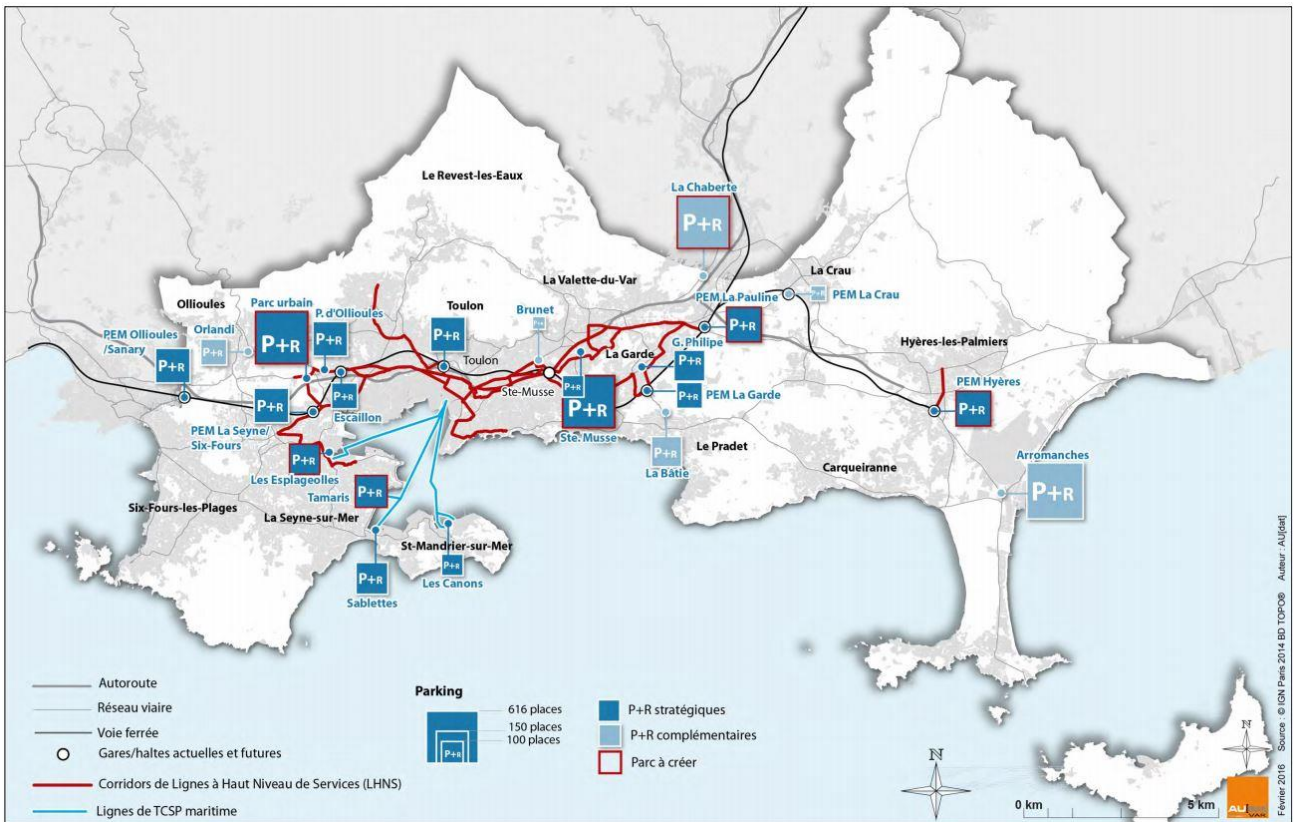 Le Revest-les-Eaux
La Chaberte
P+R
La Valette-du-Var
La Crau
PEM La Crau
P+R
Ollioules
Parc urbain
P+R
P. d'Ollioules
P+R
Toulon
P+R
Brunet
P+R
PEM La Pauline
P+R
PEM Ollioules
/Sanary
P+R
Orlandi
P+R
Toulon
La Garde
G. Philipe
P+R
Hyères-les-Palmiers
Ste-Musse
P+R
PEM La Garde
P+R
PEM Hyères
P+R
P+R
PEM La Seyne/
Six-Fours
Escaillon
P+R
P+R
Ste. Musse
Le Pradet
P+R
La Bâtie
P+R
Les Esplageolles
Carqueiranne
Arromanches
P+R
Tamaris
P+R
Six-Fours-les-Plages
La Seyne-sur-Mer
St-Mandrier-sur-Mer
P+R
Les Canons
P+R
Sablettes
Autoroute
Réseau viaire
Voie ferrée
Gares/haltes actuelles et futures
Corridors de Lignes à Haut Niveau de Services (LHNS)
Lignes de TCSP maritime
Parking
616 places
150 places
100 places
P+R
P+R stratégiques
P+R complémentaires
Parc à créer
N
N
0 km
5 km
VAR
Février 2016 Source : © IGN Paris 2014 BD TOPO® Auteur : AU[dat]